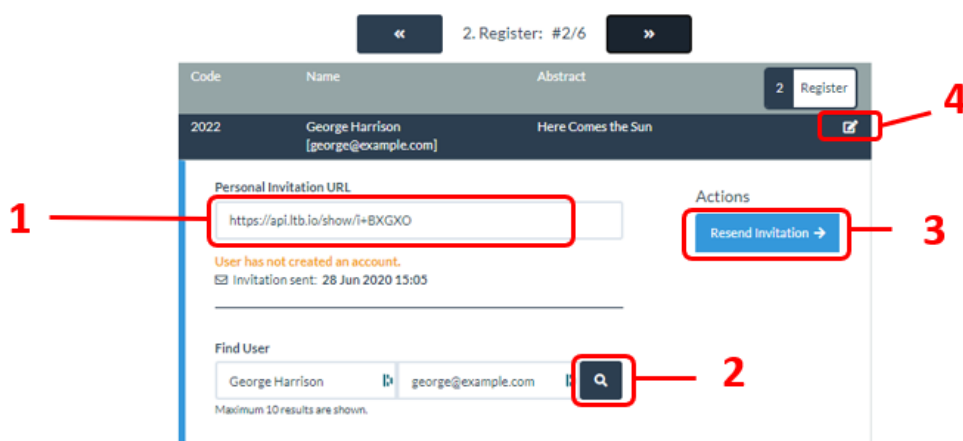 « 2. Register: #2/6 »
Code Name Abstract 2 Register
2022 George Harrison Here Comes the Sun
[george@example.com]
4
Personal Invitation URL
Actions
1 https://api.ltb.io/show/i+BXGXO
Resend Invitation → 3
User has not created an account.
Invitation sent: 28 Jun 2020 15:05
Find User
George Harrison george@example.com 2
Maximum 10 results are shown.